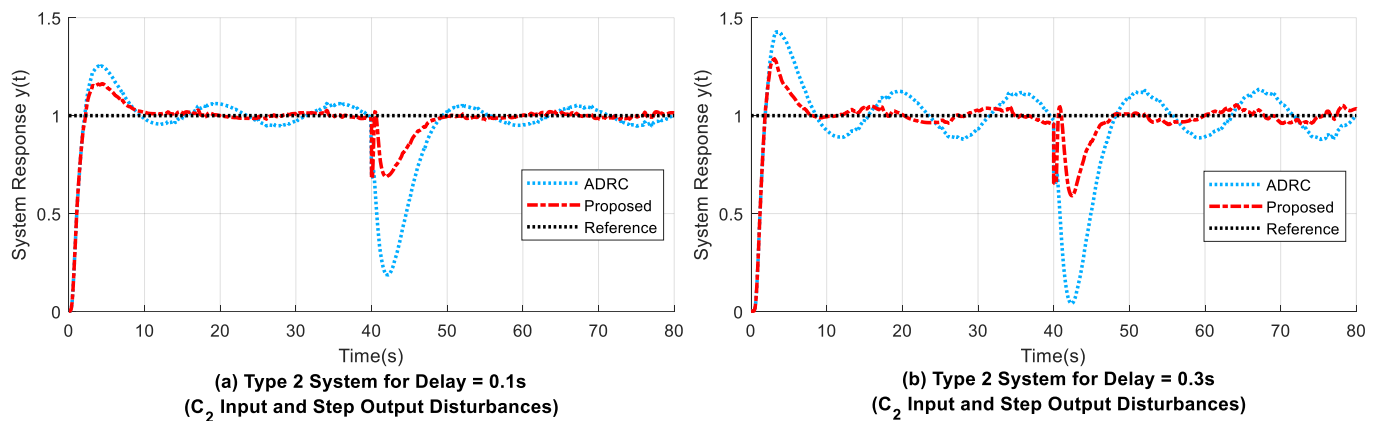 1.5
1
0.5
0
System Response y(t)
ADRC
Proposed
Reference
0 10 20 30 40 50 60 70 80
Time(s)
(a) Type 2 System for Delay = 0.1s
(C2 Input and Step Output Disturbances)
1.5
1
0.5
0
System Response y(t)
ADRC
Proposed
Reference
0 10 20 30 40 50 60 70 80
Time(s)
(b) Type 2 System for Delay = 0.3s
(C2 Input and Step Output Disturbances)